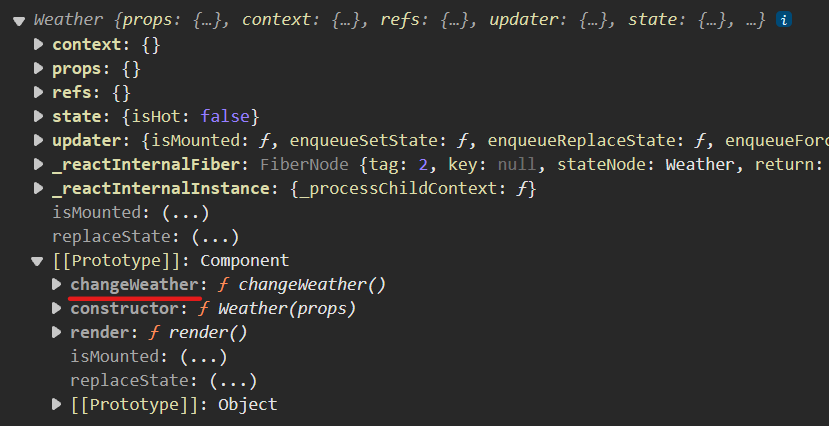 Weather {props: {…}, context: {…}, refs: {…}, updater: {…}, state: {…}, …} i
context: {}
props: {}
refs: {}
state: {isHot: false}
updater: {isMounted: ƒ, enqueueSetState: ƒ, enqueueReplaceState: ƒ, enqueueForc
_reactInternalFiber: FiberNode {tag: 2, key: null, stateNode: Weather, return:
_reactInternalInstance: {_processChildContext: ƒ}
isMounted: (...)
replaceState: (...)
[[Prototype]]: Component
changeWeather: ƒ changeWeather()
constructor: ƒ Weather(props)
render: ƒ render()
isMounted: (...)
replaceState: (...)
[[Prototype]]: Object